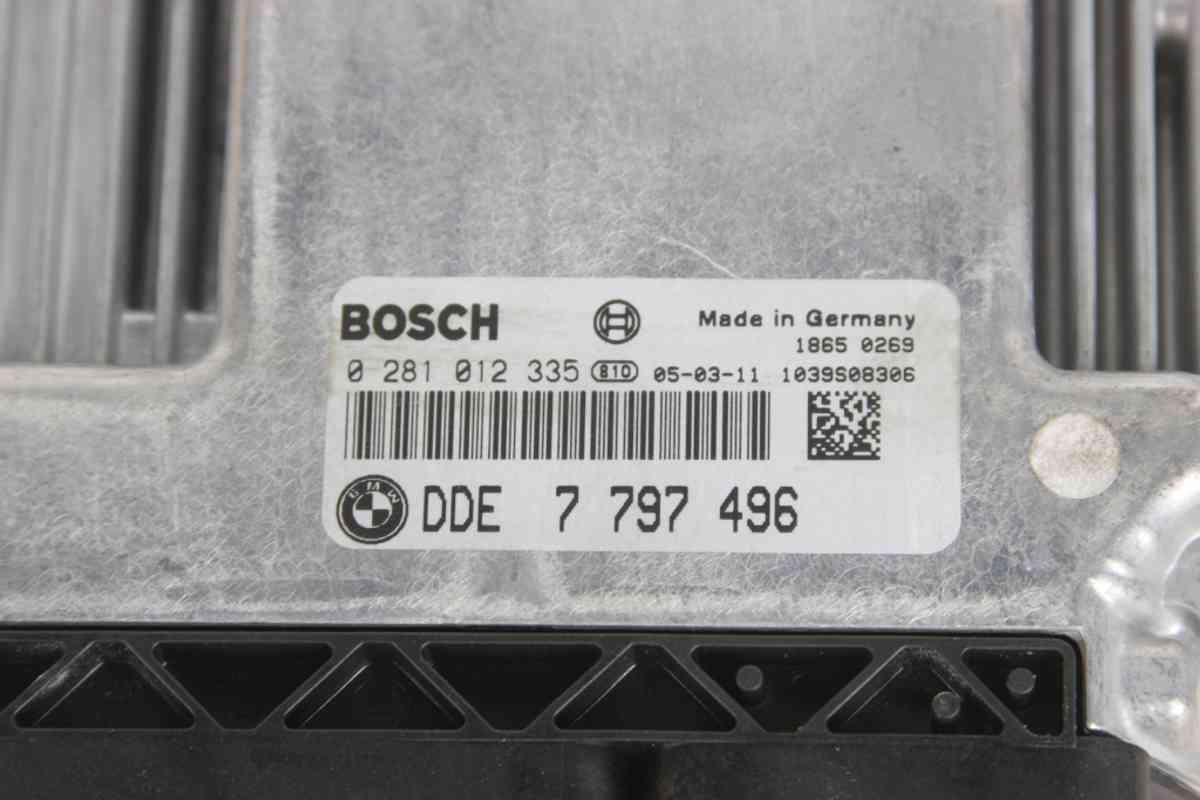 BOSCH
Made in Germany
1865 0269
0 281 012 335 810 05-03-11 1039S08306
BMW
DDE 7 797 496